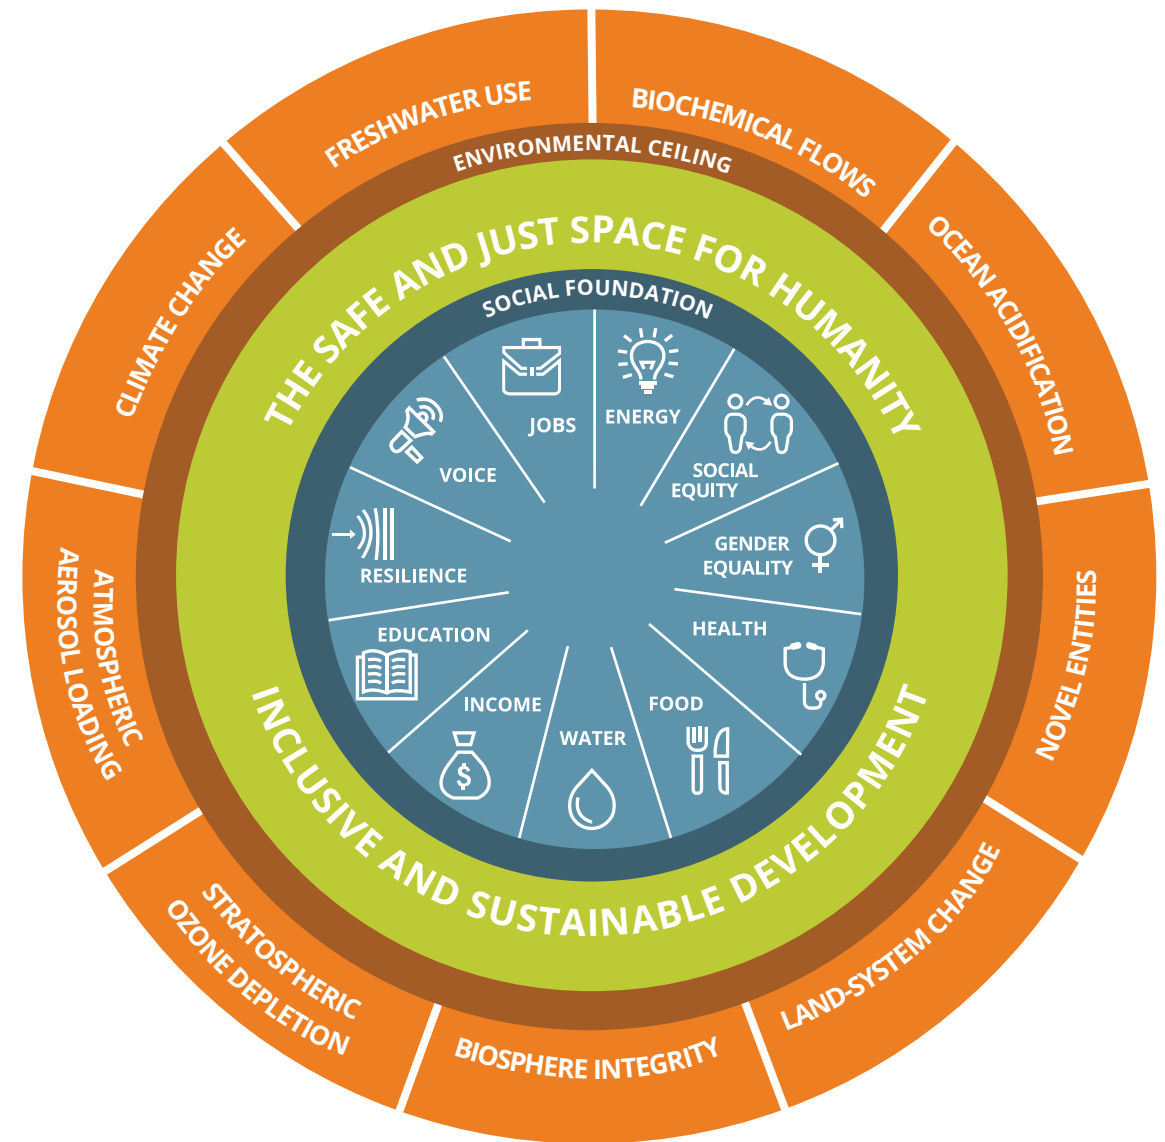 FRESHWATER USE
BIOCHEMICAL FLOWS
OCEAN ACIDIFICATION
NOVEL ENTITIES
LAND-SYSTEM CHANGE
BIOSPHERE INTEGRITY
STRATOSPHERIC
OZONE DEPLETION
ATMOSPHERIC
AEROSOL LOADING
CLIMATE CHANGE
ENVIRONMENTAL CEILING
THE SAFE AND JUST SPACE FOR HUMANITY
INCLUSIVE AND SUSTAINABLE DEVELOPMENT
SOCIAL FOUNDATION
ENERGY
SOCIAL
EQUITY
GENDER
EQUALITY
HEALTH
FOOD
WATER
INCOME
$
EDUCATION
RESILIENCE
VOICE
JOBS